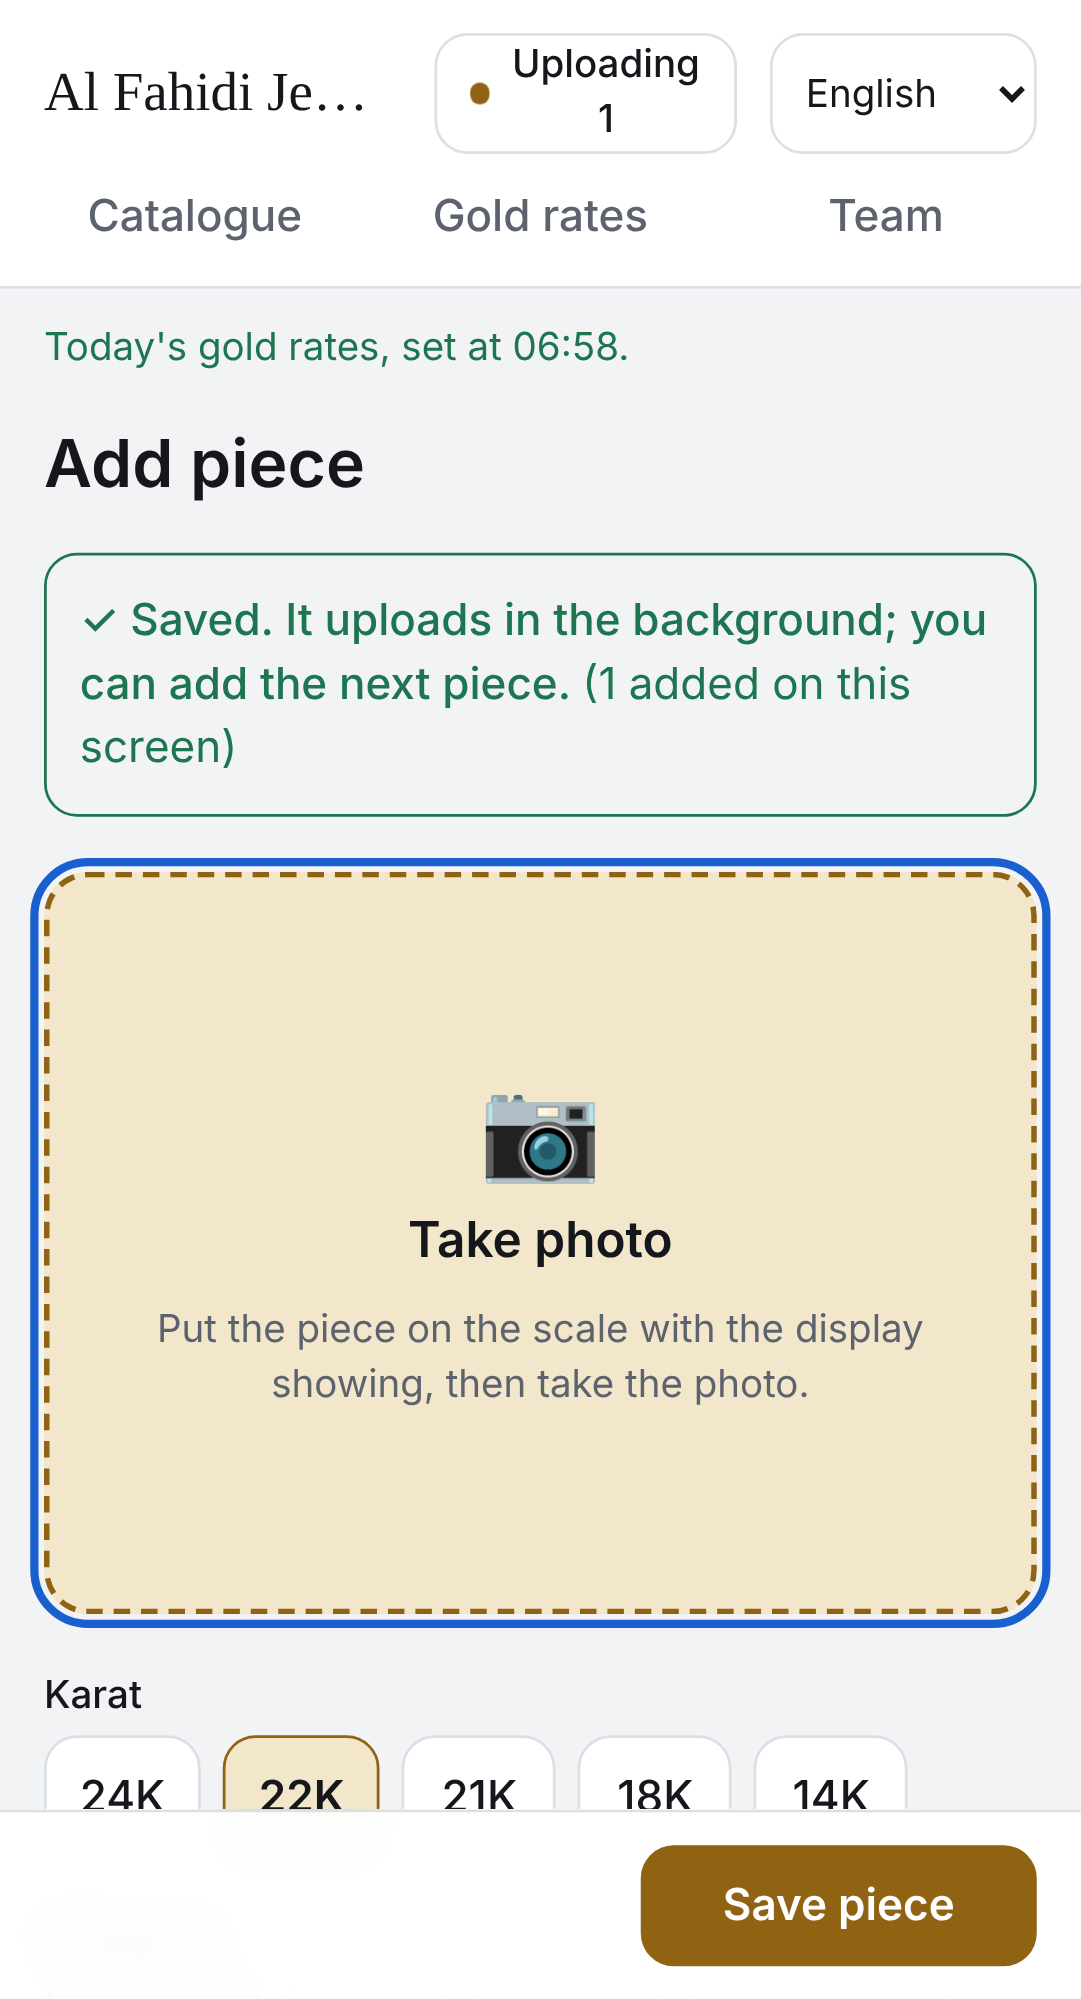 Al Fahidi Je…
Uploading
1
English
Catalogue
Gold rates
Team
Today's gold rates, set at 06:58.
Add piece
✓ Saved. It uploads in the background; you
can add the next piece. (1 added on this
screen)
Take photo
Put the piece on the scale with the display
showing, then take the photo.
Karat
24K
22K
21K
18K
14K
Save piece